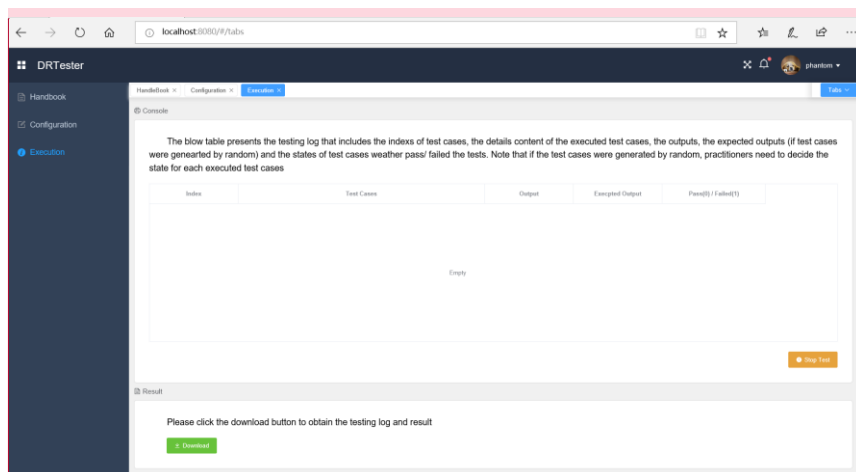 localhost:8080/#/tabs
DRTester
phantom
Handbook
Configuration
Execution
HandleBook × Configuration × Execution ×
Tabs
Console
The blow table presents the testing log that includes the indexs of test cases, the details content of the executed test cases, the outputs, the expected outputs (if test cases
were genearted by random) and the states of test cases weather pass/ failed the tests. Note that if the test cases were generated by random, practitioners need to decide the
state for each executed test cases
Index Test Cases Output Execpted Output Pass(0) / Failed(1)
Empty
Stop Test
Result
Please click the download button to obtain the testing log and result
Download